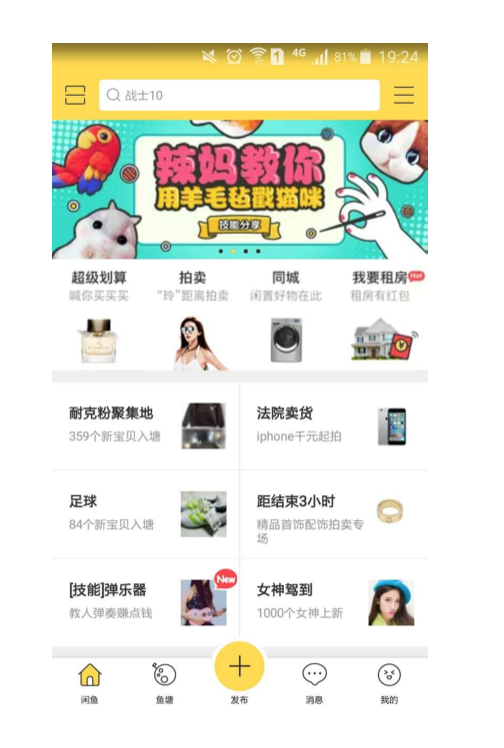 1
4G
81%
19:24
战士10
辣妈教你
用羊毛毡戳猫咪
技能分享
超级划算
喊你买买买
拍卖
“玲”距离拍卖
同城
闲置好物在此
我要租房
Hot
租房有红包
耐克粉聚集地
359个新宝贝入塘
法院卖货
iphone千元起拍
足球
84个新宝贝入塘
距结束3小时
精品首饰配饰拍卖专
场
[技能]弹乐器
教人弹奏赚点钱
New
女神驾到
1000个女神上新
闲鱼
鱼塘
发布
消息
我的